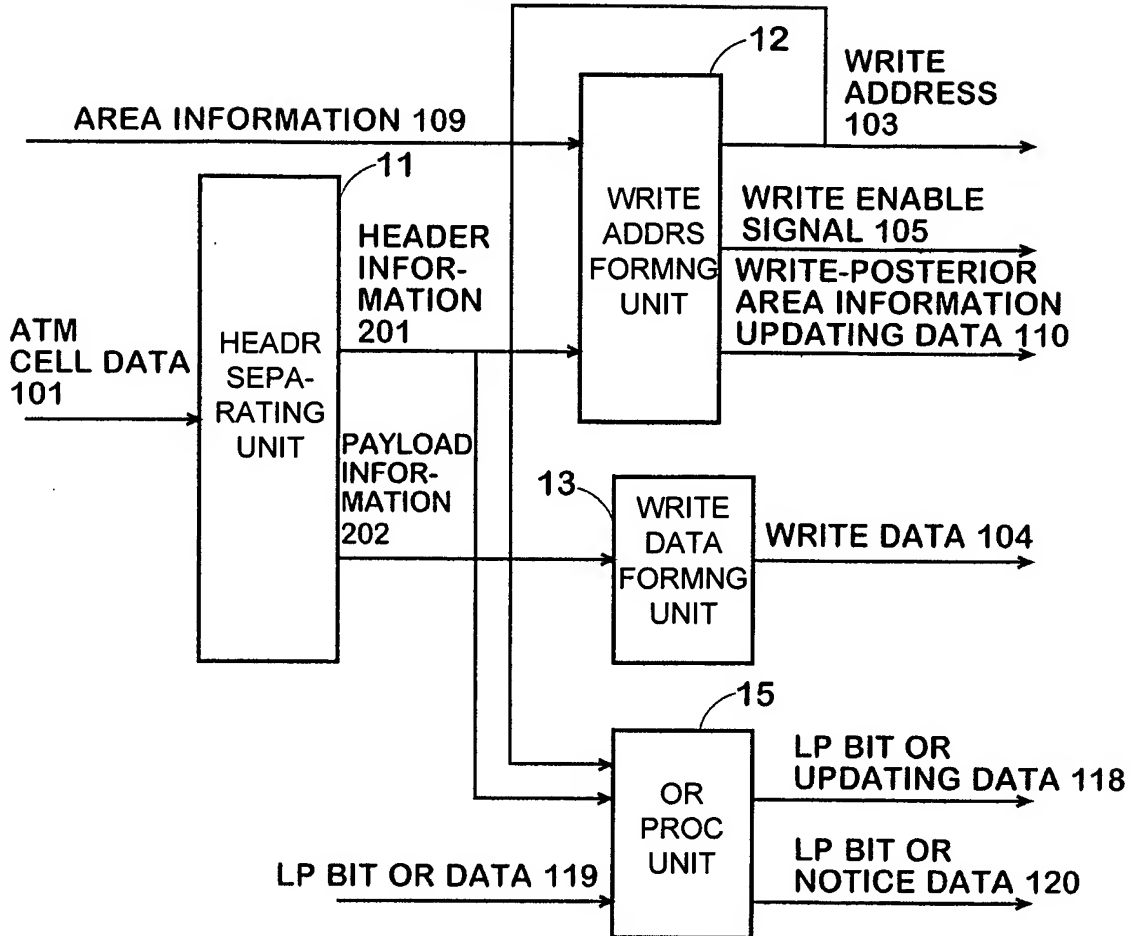 12
WRITE
ADDRESS
103
AREA INFORMATION 109
11
WRITE
ADDRS
FORMNG
UNIT
WRITE ENABLE
SIGNAL 105
WRITE-POSTERIOR
AREA INFORMATION
UPDATING DATA 110
HEADER
INFOR-
MATION
201
ATM
CELL DATA
101
HEADR
SEPA-
RATING
UNIT
PAYLOAD
INFOR-
MATION
202
13
WRITE
DATA
FORMNG
UNIT
WRITE DATA 104
15
OR
PROC
UNIT
LP BIT OR
UPDATING DATA 118
LP BIT OR DATA 119
LP BIT OR
NOTICE DATA 120